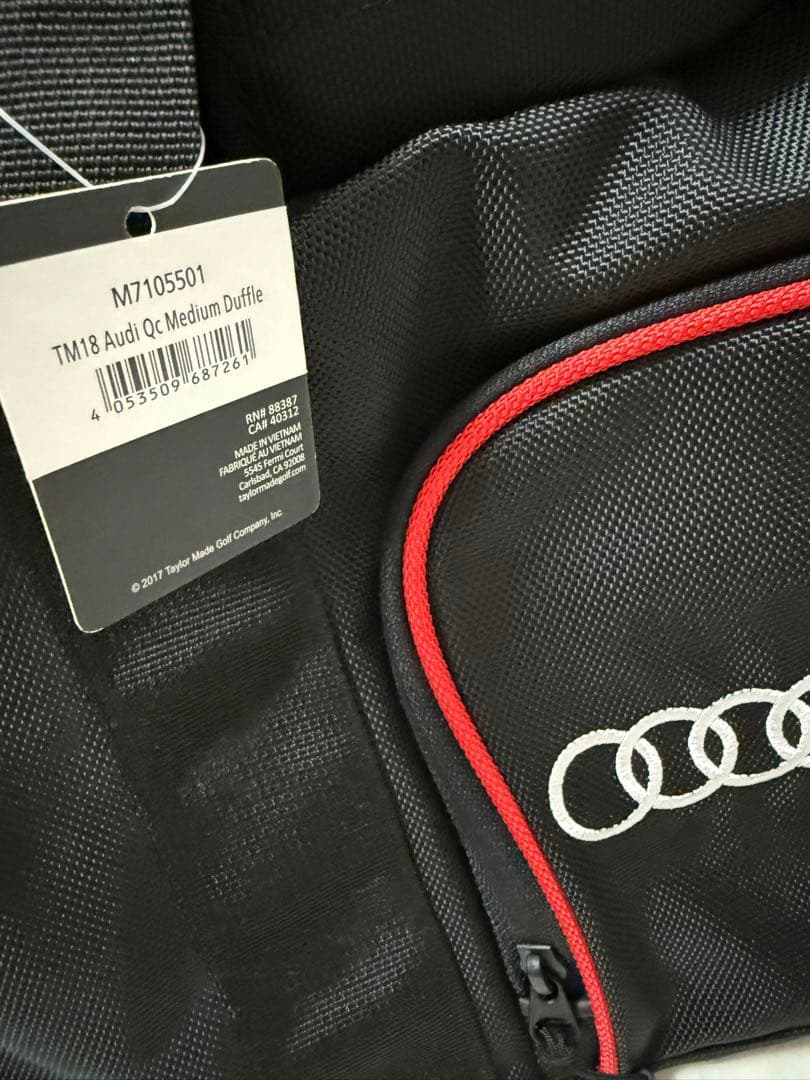 M7105501
TM18 Audi Qc Medium Duffle
4 053509 687261
RN# 88387
CA# 40312
MADE IN VIETNAM
FABRIQUÉ AU VIETNAM
5545 Fermi Court
Carlsbad, CA 92008
taylormadegolf.com
© 2017 Taylor Made Golf Company, Inc.